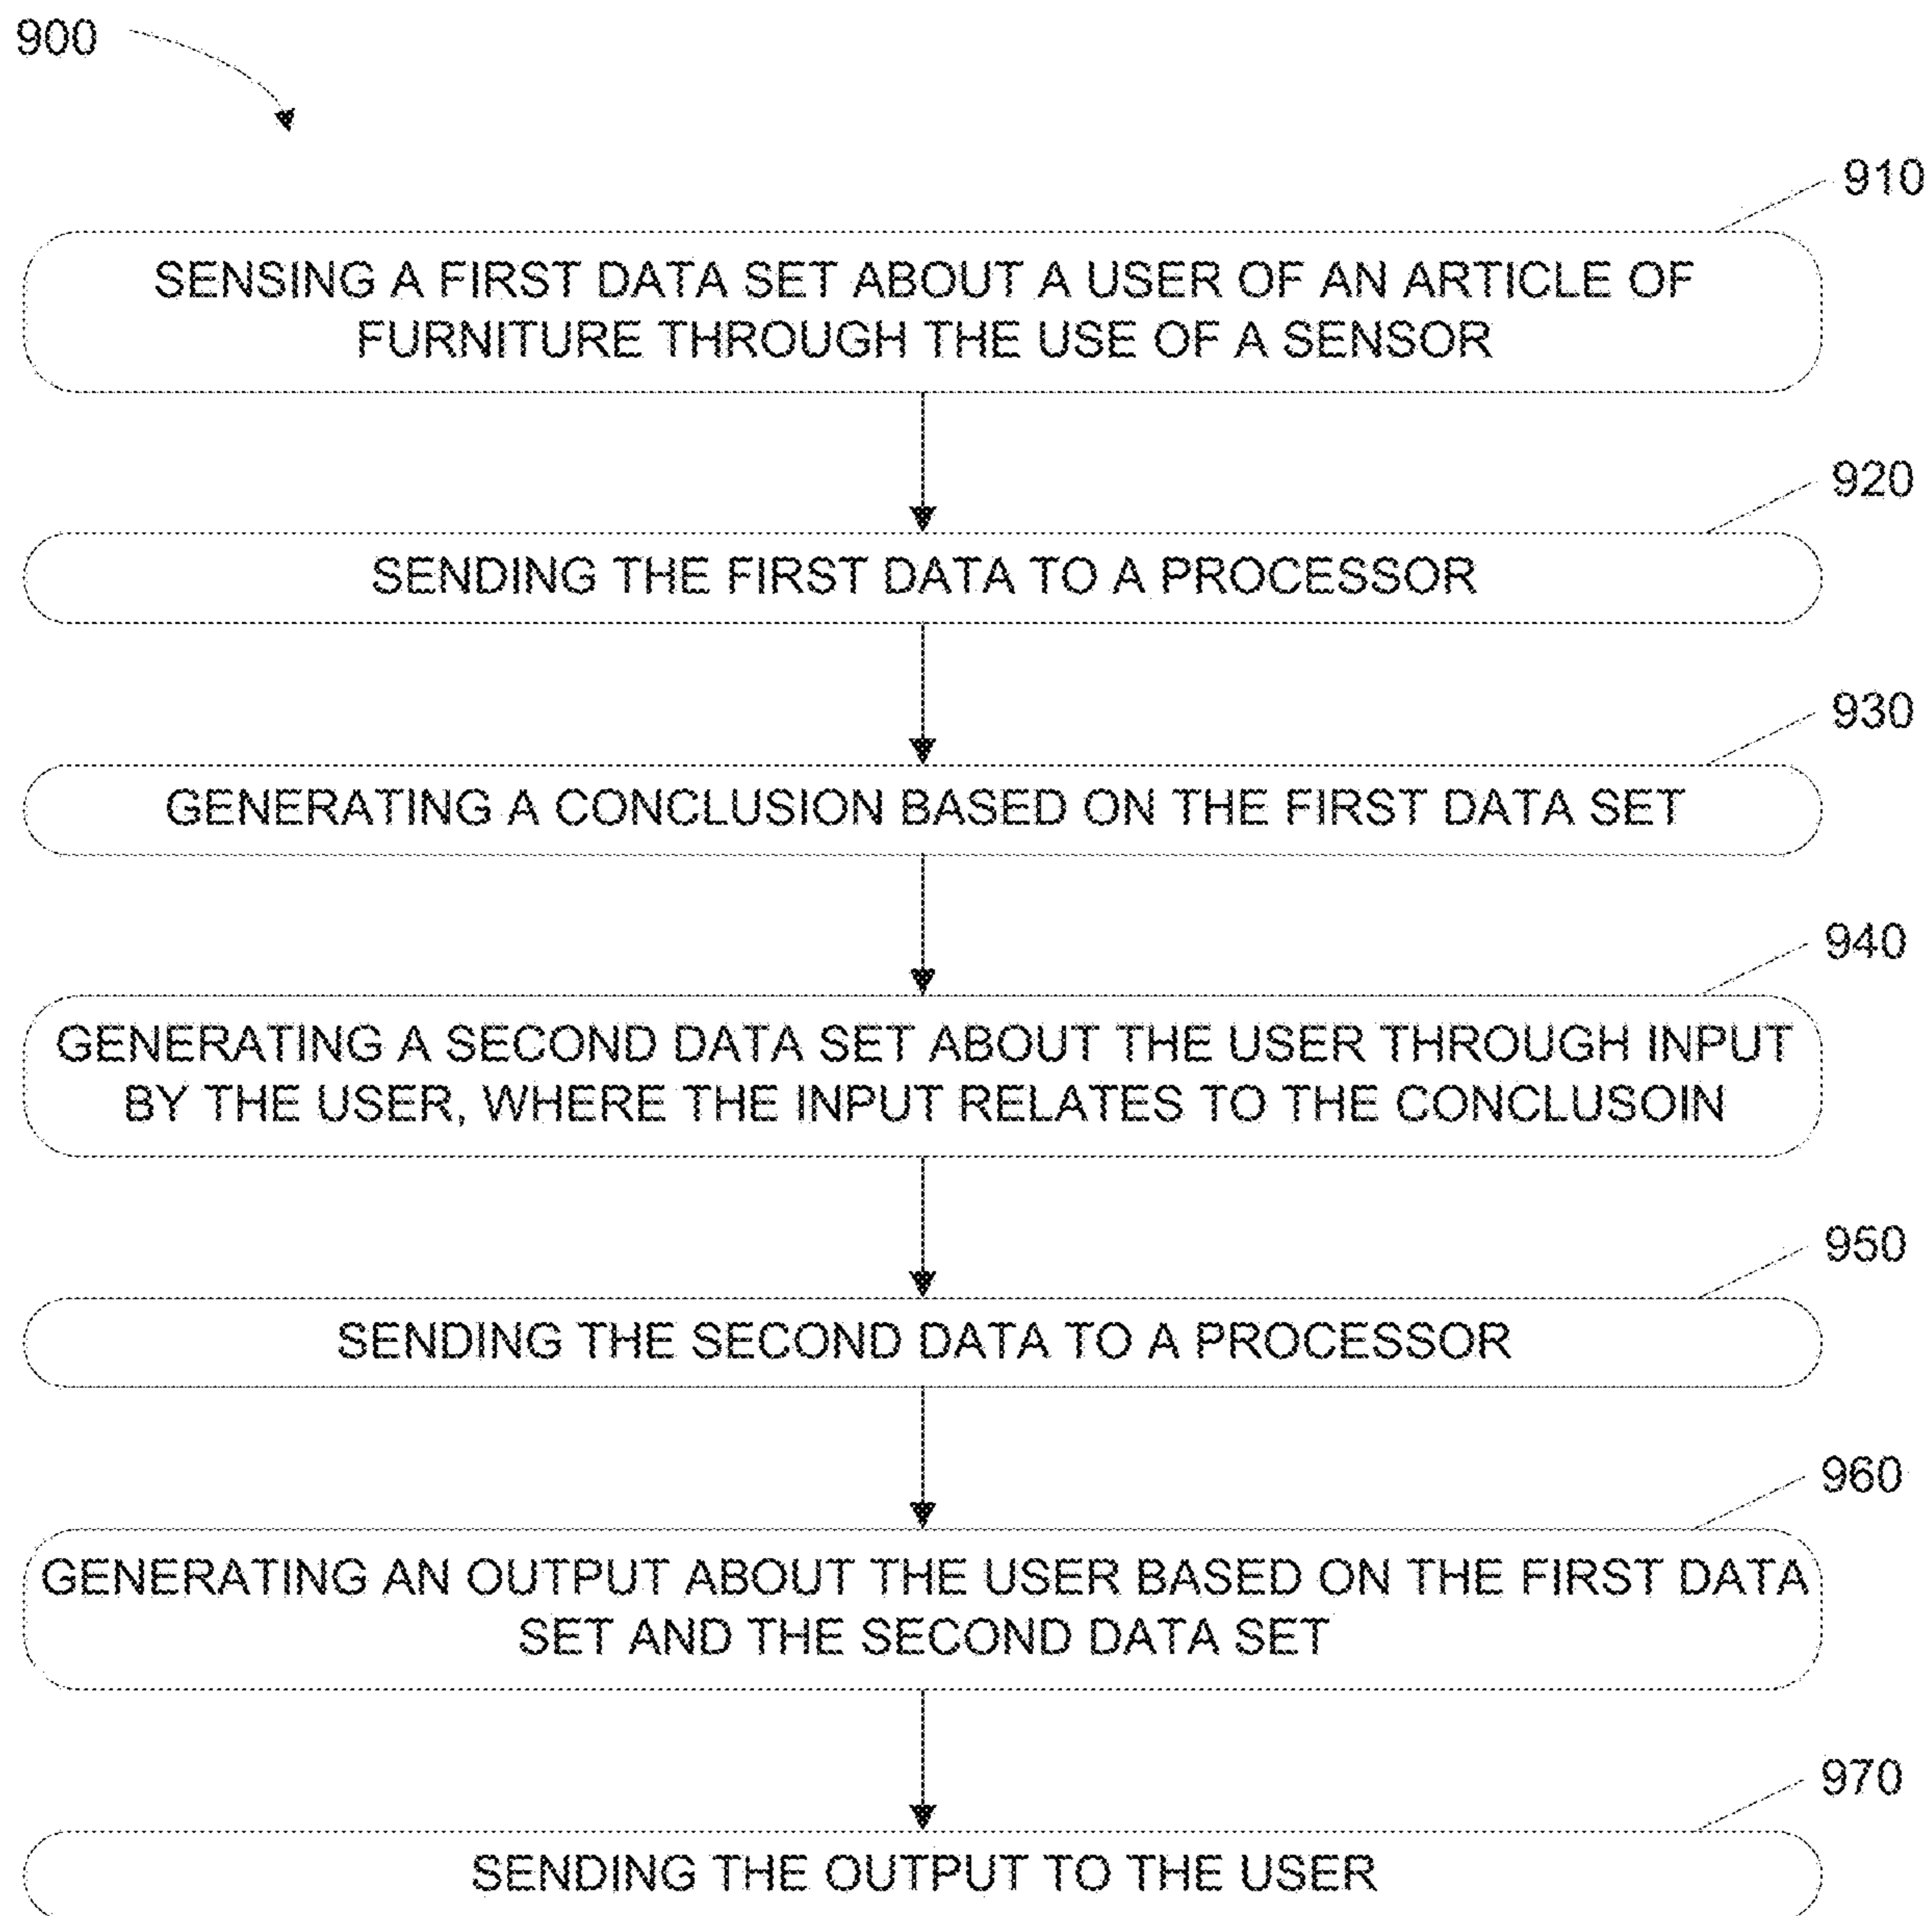 900
910
SENSING A FIRST DATA SET ABOUT A USER OF AN ARTICLE OF
FURNITURE THROUGH THE USE OF A SENSOR
920
SENDING THE FIRST DATA TO A PROCESSOR
930
GENERATING A CONCLUSION BASED ON THE FIRST DATA SET
940
GENERATING A SECOND DATA SET ABOUT THE USER THROUGH INPUT
BY THE USER, WHERE THE INPUT RELATES TO THE CONCLUSOIN
950
SENDING THE SECOND DATA TO A PROCESSOR
960
GENERATING AN OUTPUT ABOUT THE USER BASED ON THE FIRST DATA
SET AND THE SECOND DATA SET
970
SENDING THE OUTPUT TO THE USER